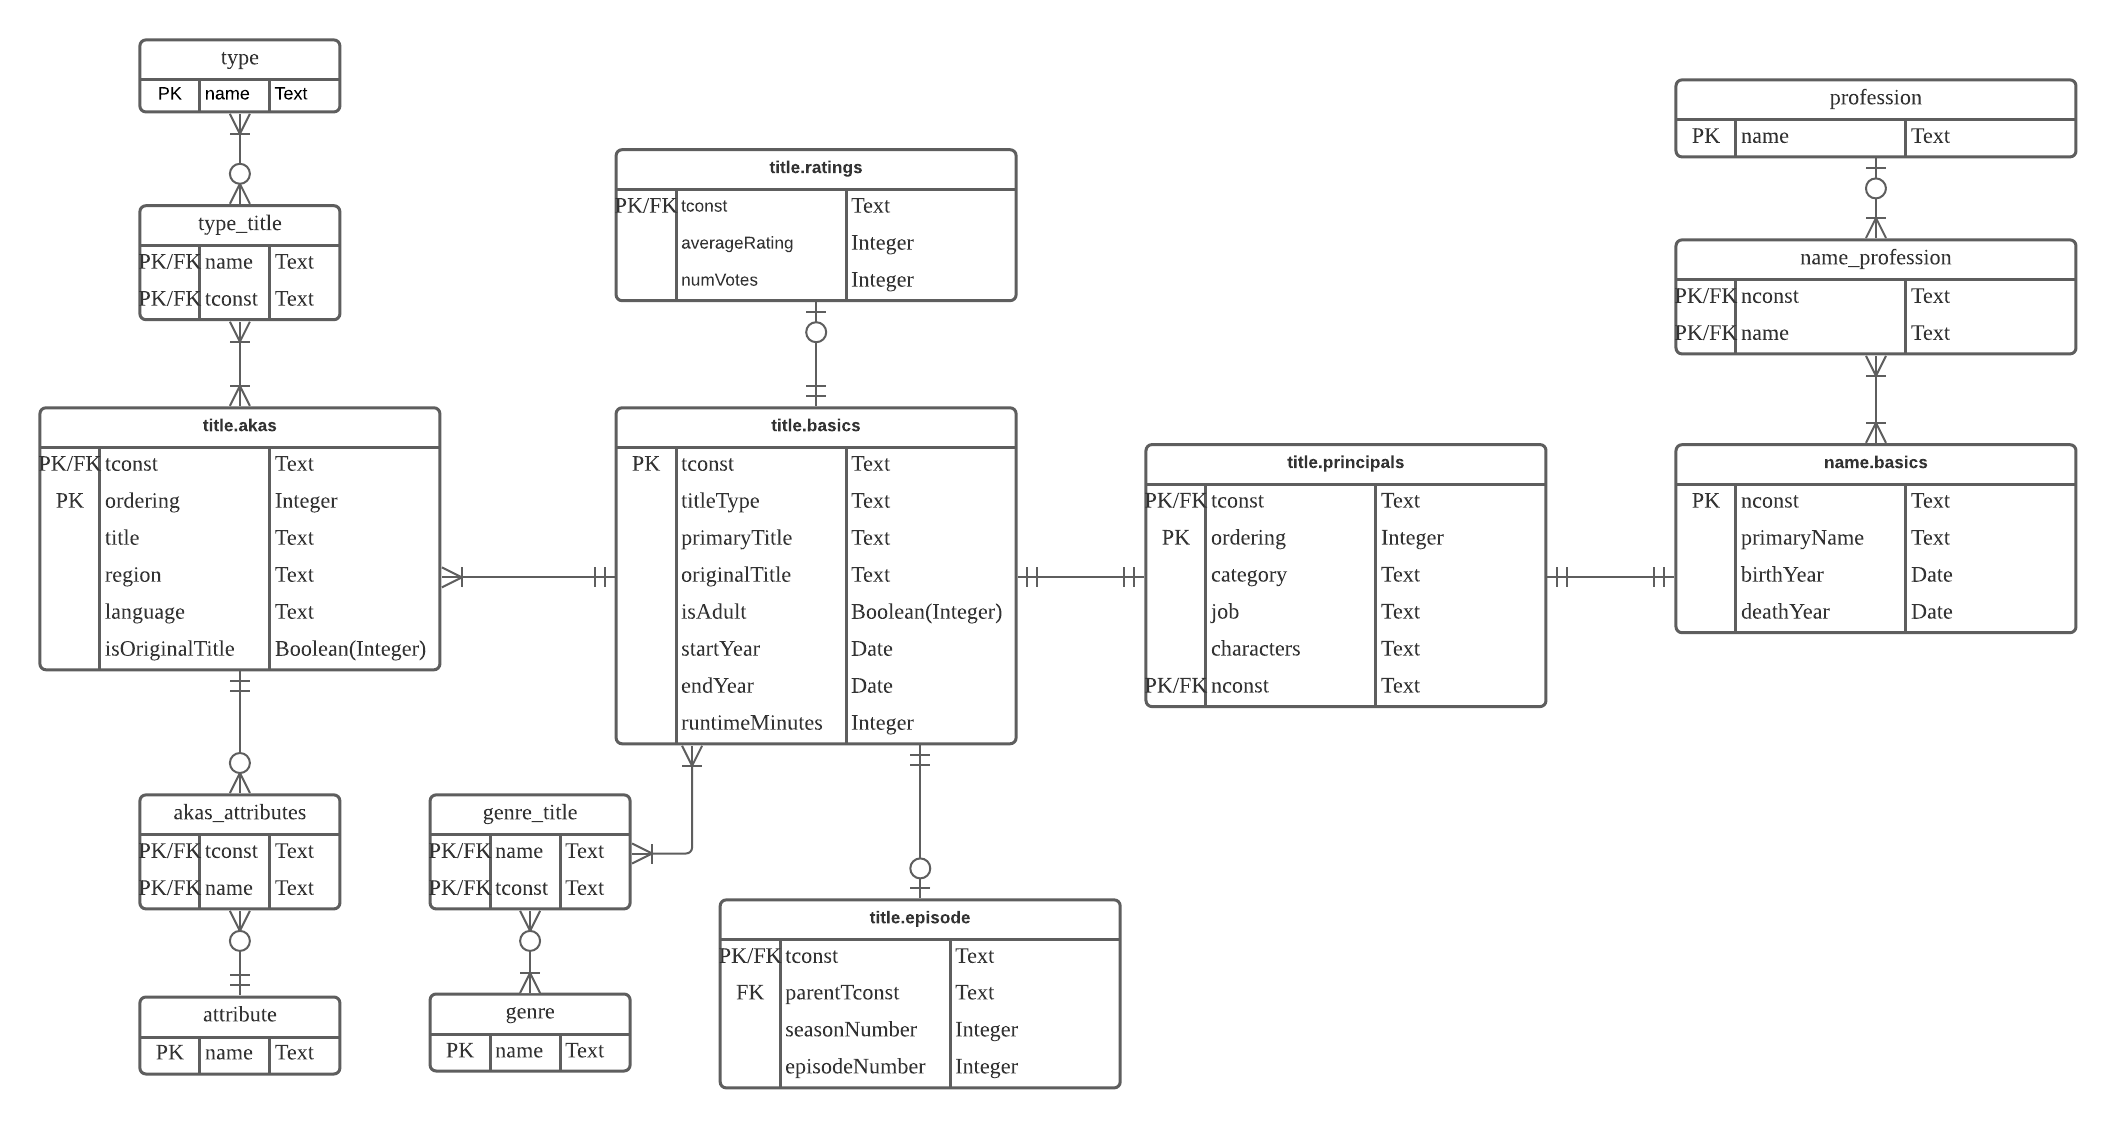 type
PK name Text
type_title
PK/FK name Text
PK/FK tconst Text
title.akas
PK/FK tconst Text
PK ordering Integer
title Text
region Text
language Text
isOriginalTitle Boolean(Integer)
akas_attributes
PK/FK tconst Text
PK/FK name Text
attribute
PK name Text
title.ratings
PK/FK tconst Text
averageRating Integer
numVotes Integer
title.basics
PK tconst Text
titleType Text
primaryTitle Text
originalTitle Text
isAdult Boolean(Integer)
startYear Date
endYear Date
runtimeMinutes Integer
genre_title
PK/FK name Text
PK/FK tconst Text
genre
PK name Text
title.episode
PK/FK tconst Text
FK parentTconst Text
seasonNumber Integer
episodeNumber Integer
title.principals
PK/FK tconst Text
PK ordering Integer
category Text
job Text
characters Text
PK/FK nconst Text
profession
PK name Text
name_profession
PK/FK nconst Text
PK/FK name Text
name.basics
PK nconst Text
primaryName Text
birthYear Date
deathYear Date